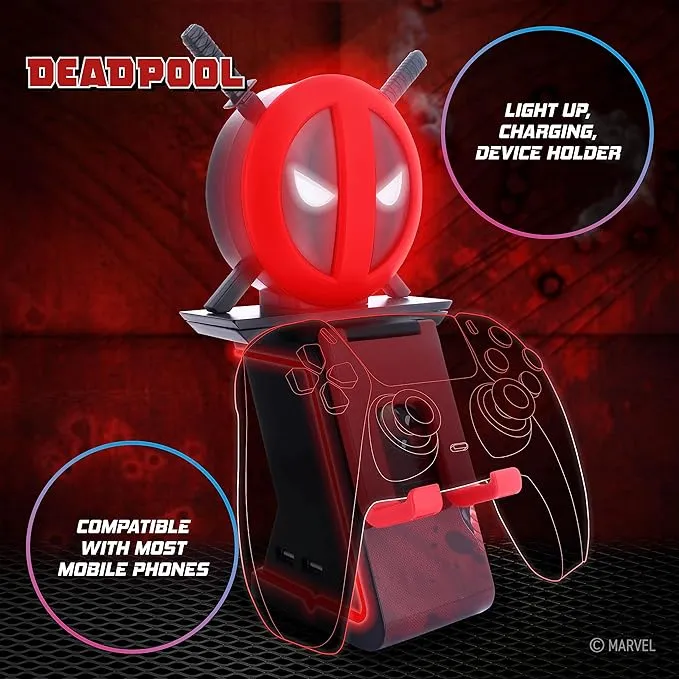 DEADPOOL
LIGHT UP,
CHARGING,
DEVICE HOLDER
COMPATIBLE
WITH MOST
MOBILE PHONES
© MARVEL